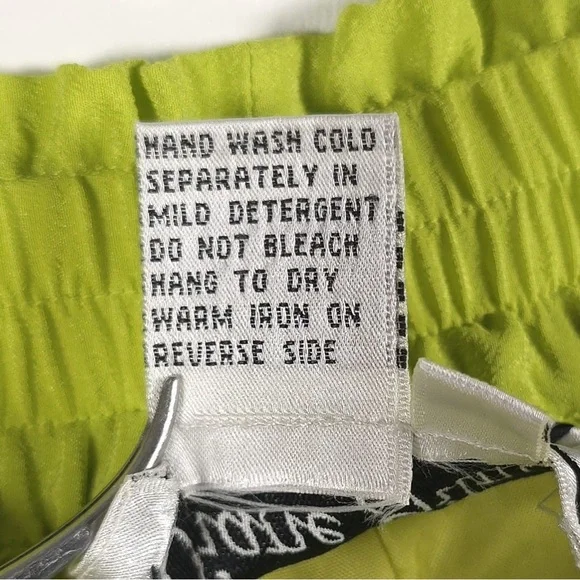 HAND WASH COLD
SEPARATELY IN
MILD DETERGENT
DO NOT BLEACH
HANG TO DRY
WARM IRON ON
REVERSE SIDE